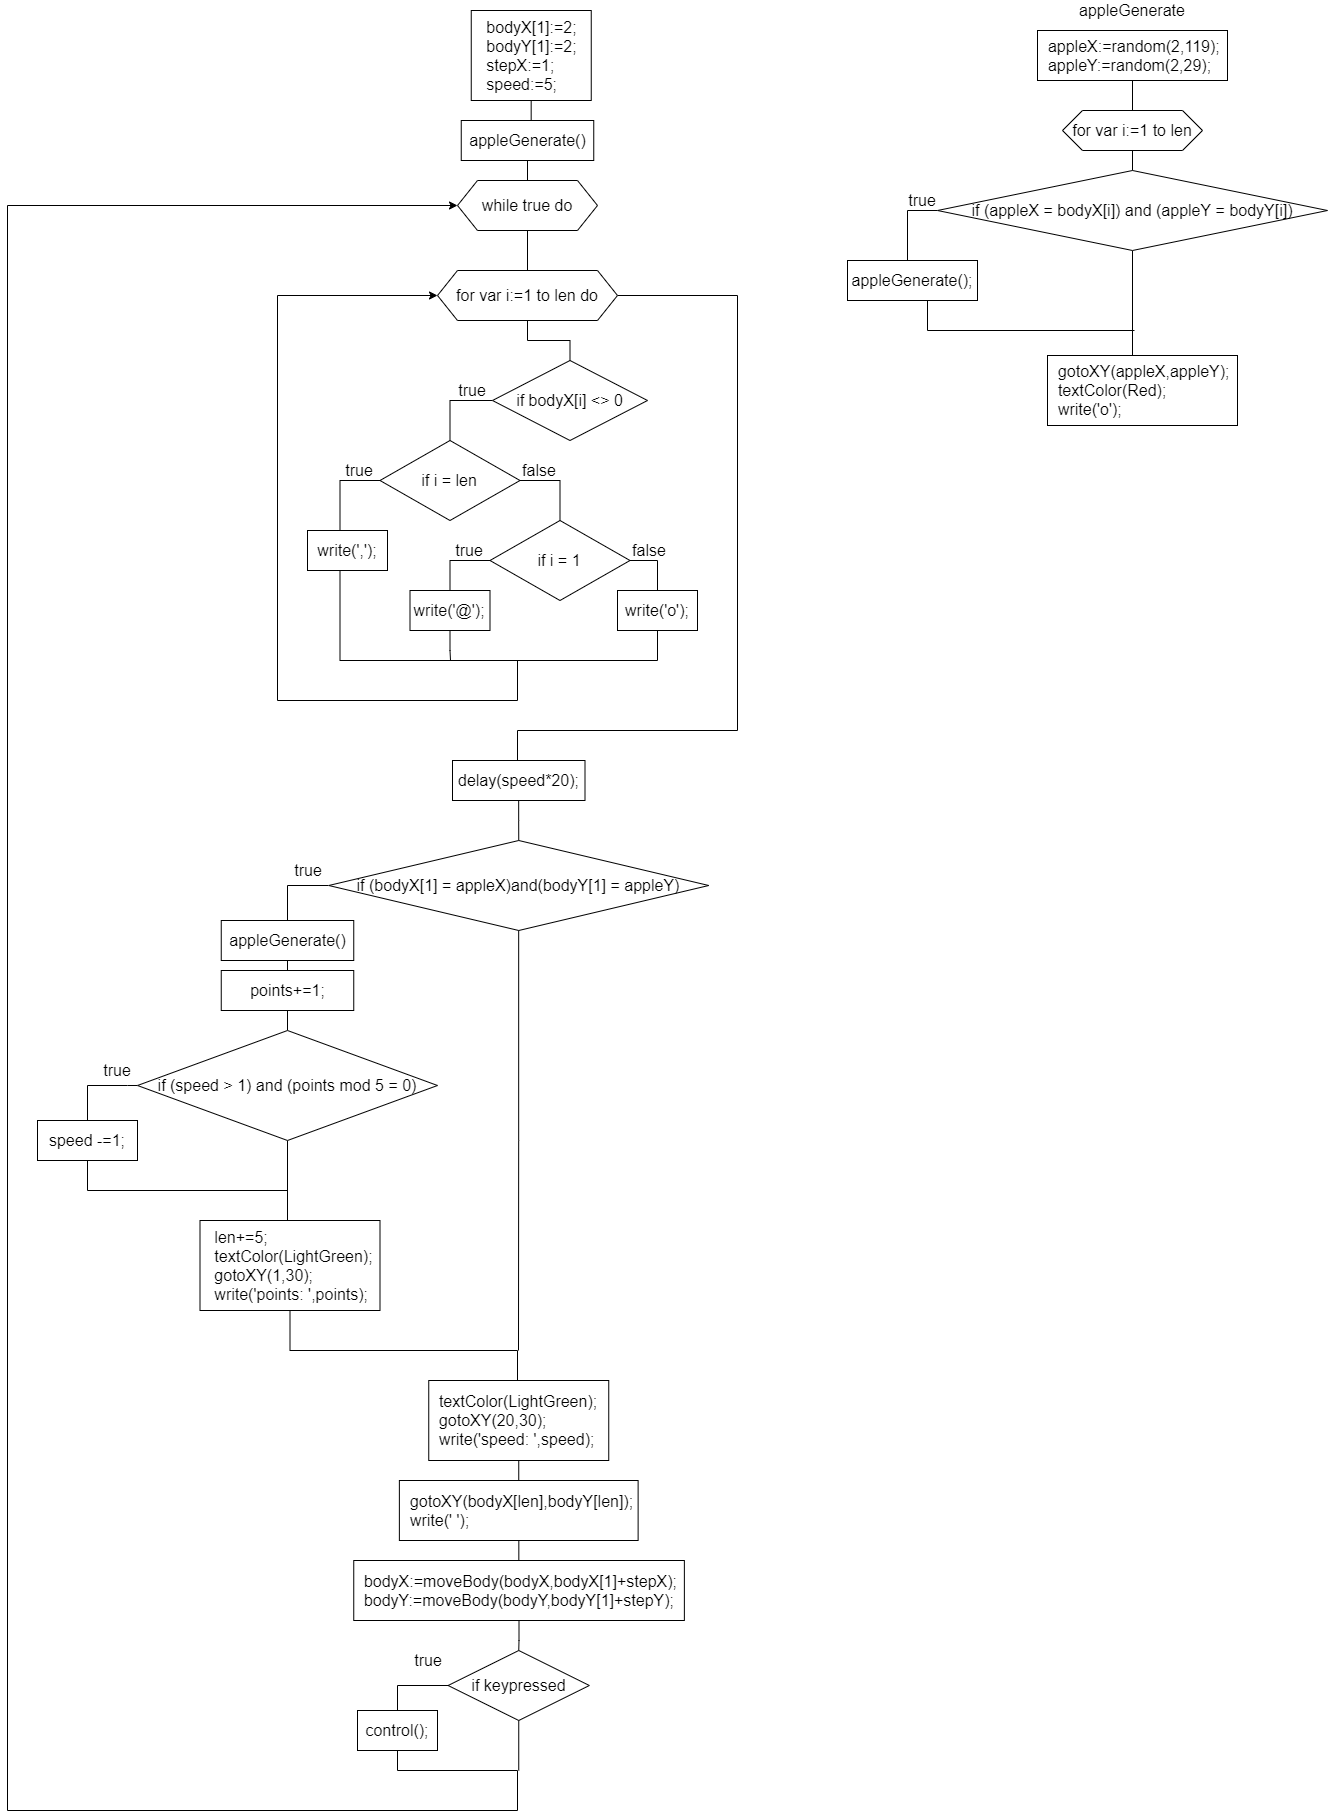 bodyX[1]:=2;
bodyY[1]:=2;
stepX:=1;
speed:=5;
appleGenerate()
while true do
for var i:=1 to len do
if bodyX[i] <> 0
true
if i = len
true
false
write(',');
if i = 1
true
false
write('@');
write('o');
delay(speed*20);
if (bodyX[1] = appleX)and(bodyY[1] = appleY)
true
appleGenerate()
points+=1;
if (speed > 1) and (points mod 5 = 0)
true
speed -=1;
len+=5;
textColor(LightGreen);
gotoXY(1,30);
write('points: ',points);
textColor(LightGreen);
gotoXY(20,30);
write('speed: ',speed);
gotoXY(bodyX[len],bodyY[len]);
write(' ');
bodyX:=moveBody(bodyX,bodyX[1]+stepX);
bodyY:=moveBody(bodyY,bodyY[1]+stepY);
if keypressed
true
control();
appleGenerate
appleX:=random(2,119);
appleY:=random(2,29);
for var i:=1 to len
if (appleX = bodyX[i]) and (appleY = bodyY[i])
true
appleGenerate();
gotoXY(appleX,appleY);
textColor(Red);
write('o');